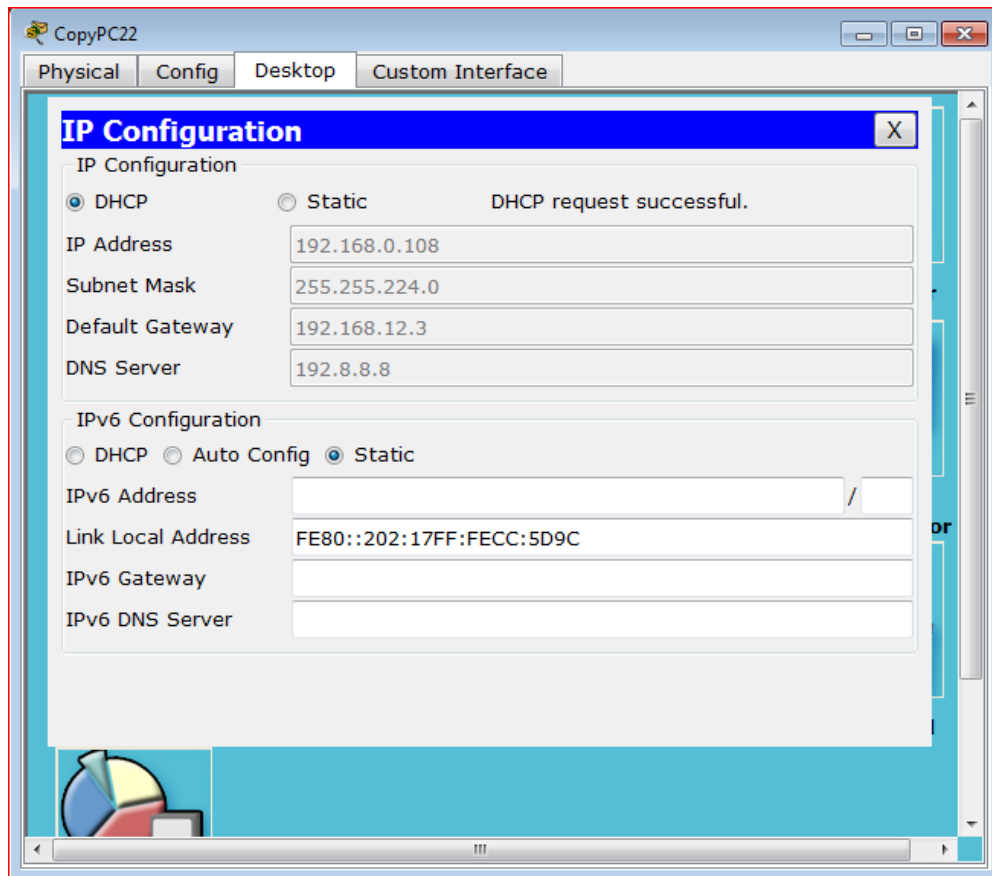 CopyPC22
Physical Config Desktop Custom Interface
IP Configuration X
IP Configuration
DHCP Static DHCP request successful.
IP Address 192.168.0.108
Subnet Mask 255.255.224.0
Default Gateway 192.168.12.3
DNS Server 192.8.8.8
IPv6 Configuration
DHCP Auto Config Static
IPv6 Address /
Link Local Address FE80::202:17FF:FECC:5D9C
IPv6 Gateway
IPv6 DNS Server